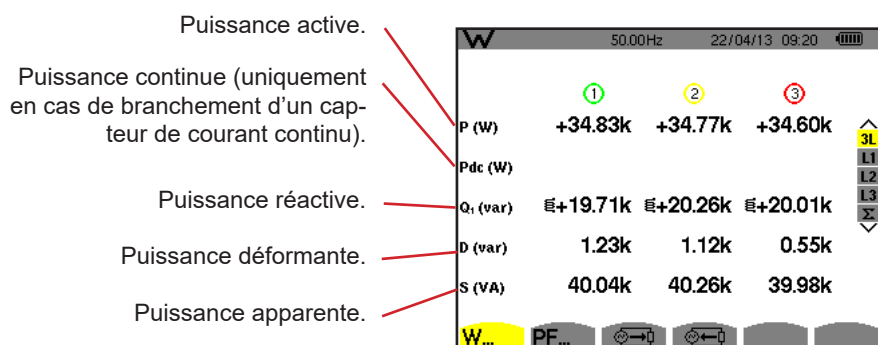 Puissance active.
Puissance continue (uniquement
en cas de branchement d'un cap-
teur de courant continu).
Puissance réactive.
Puissance déformante.
Puissance apparente.
W 50.00Hz 22/04/13 09:20
1 2 3
P (W) +34.83k +34.77k +34.60k
Pdc (W)
Q₁ (var) +19.71k +20.26k +20.01k
D (var) 1.23k 1.12k 0.55k
S (VA) 40.04k 40.26k 39.98k
3L
L1
L2
L3
Σ
W... PF...